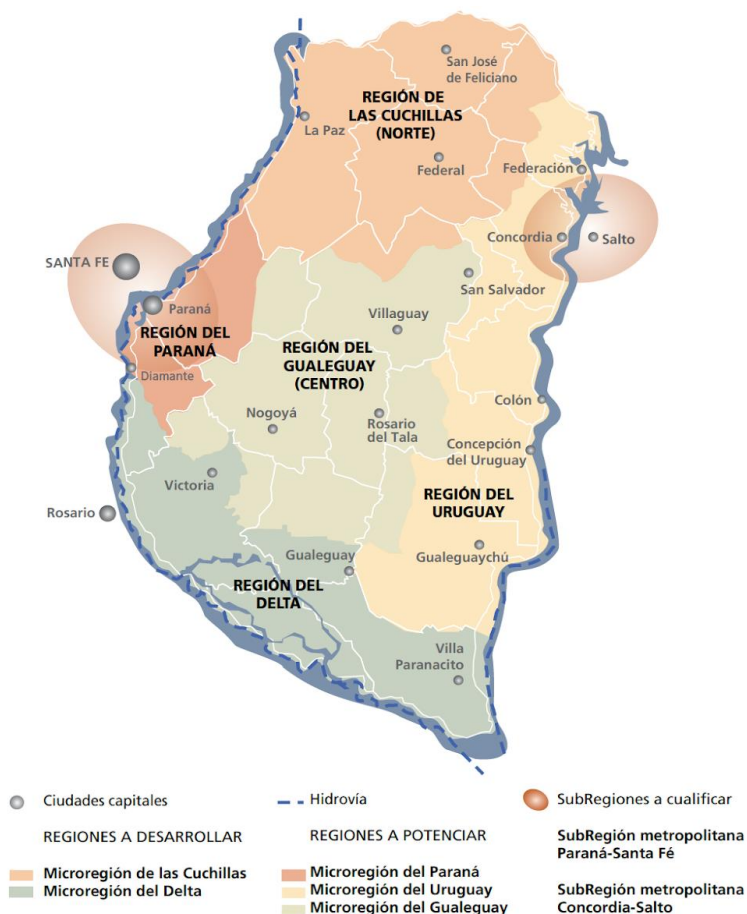 San José
de Feliciano
REGIÓN DE
LAS CUCHILLAS
(NORTE)
La Paz
Federal
Federación
SANTA FE
Concordia
Salto
San Salvador
Paraná
Villaguay
REGIÓN DEL
PARANÁ
REGIÓN DEL
GUALEGUAY
(CENTRO)
Diamante
Colón
Nogoyá
Rosario
del Tala
Concepción
del Uruguay
Victoria
REGIÓN DEL
URUGUAY
Rosario
Gualeguay
Gualeguaychú
REGIÓN DEL
DELTA
Villa
Paranacito
Ciudades capitales
Hidrovía
SubRegiones a cualificar
REGIONES A DESARROLLAR
REGIONES A POTENCIAR
SubRegión metropolitana
Paraná-Santa Fé
Microregión de las Cuchillas
Microregión del Paraná
Microregión del Delta
Microregión del Uruguay
SubRegión metropolitana
Microregión del Gualeguay
Concordia-Salto